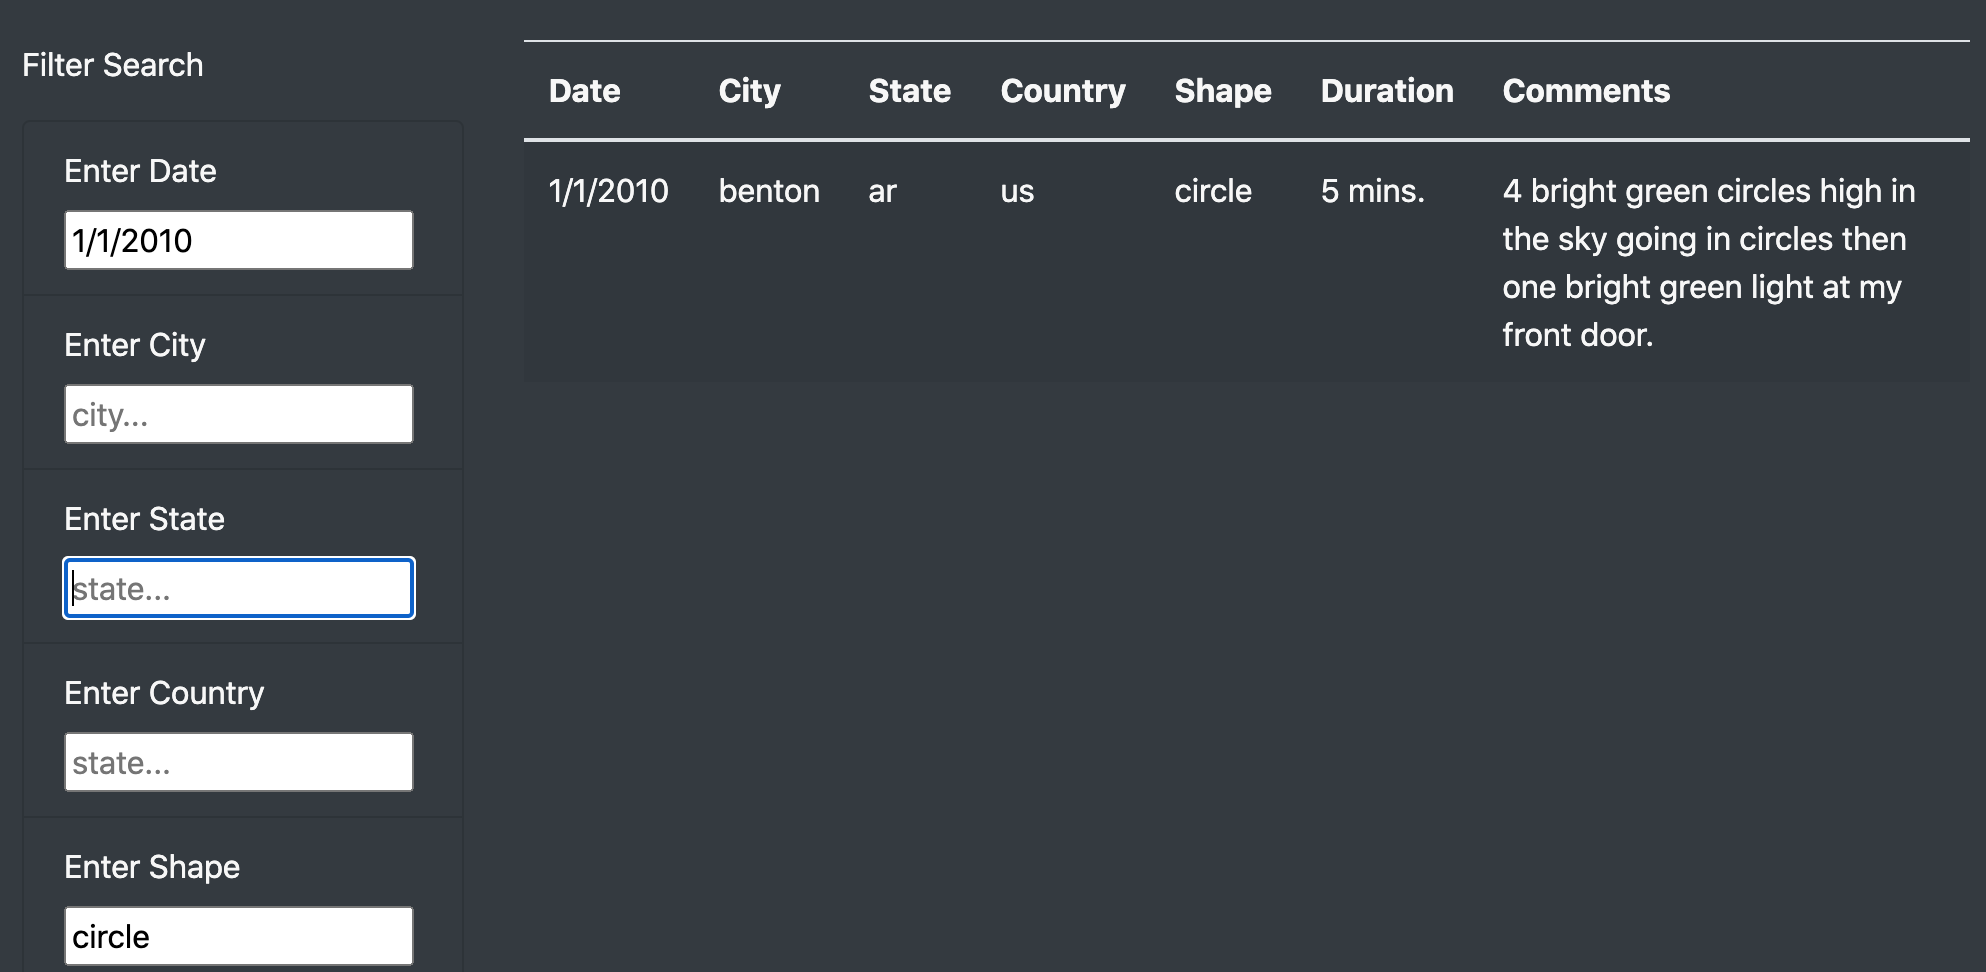 Filter Search
Enter Date
1/1/2010
Enter City
city...
Enter State
state...
Enter Country
state...
Enter Shape
circle
Date City State Country Shape Duration Comments
1/1/2010 benton ar us circle 5 mins. 4 bright green circles high in
the sky going in circles then
one bright green light at my
front door.